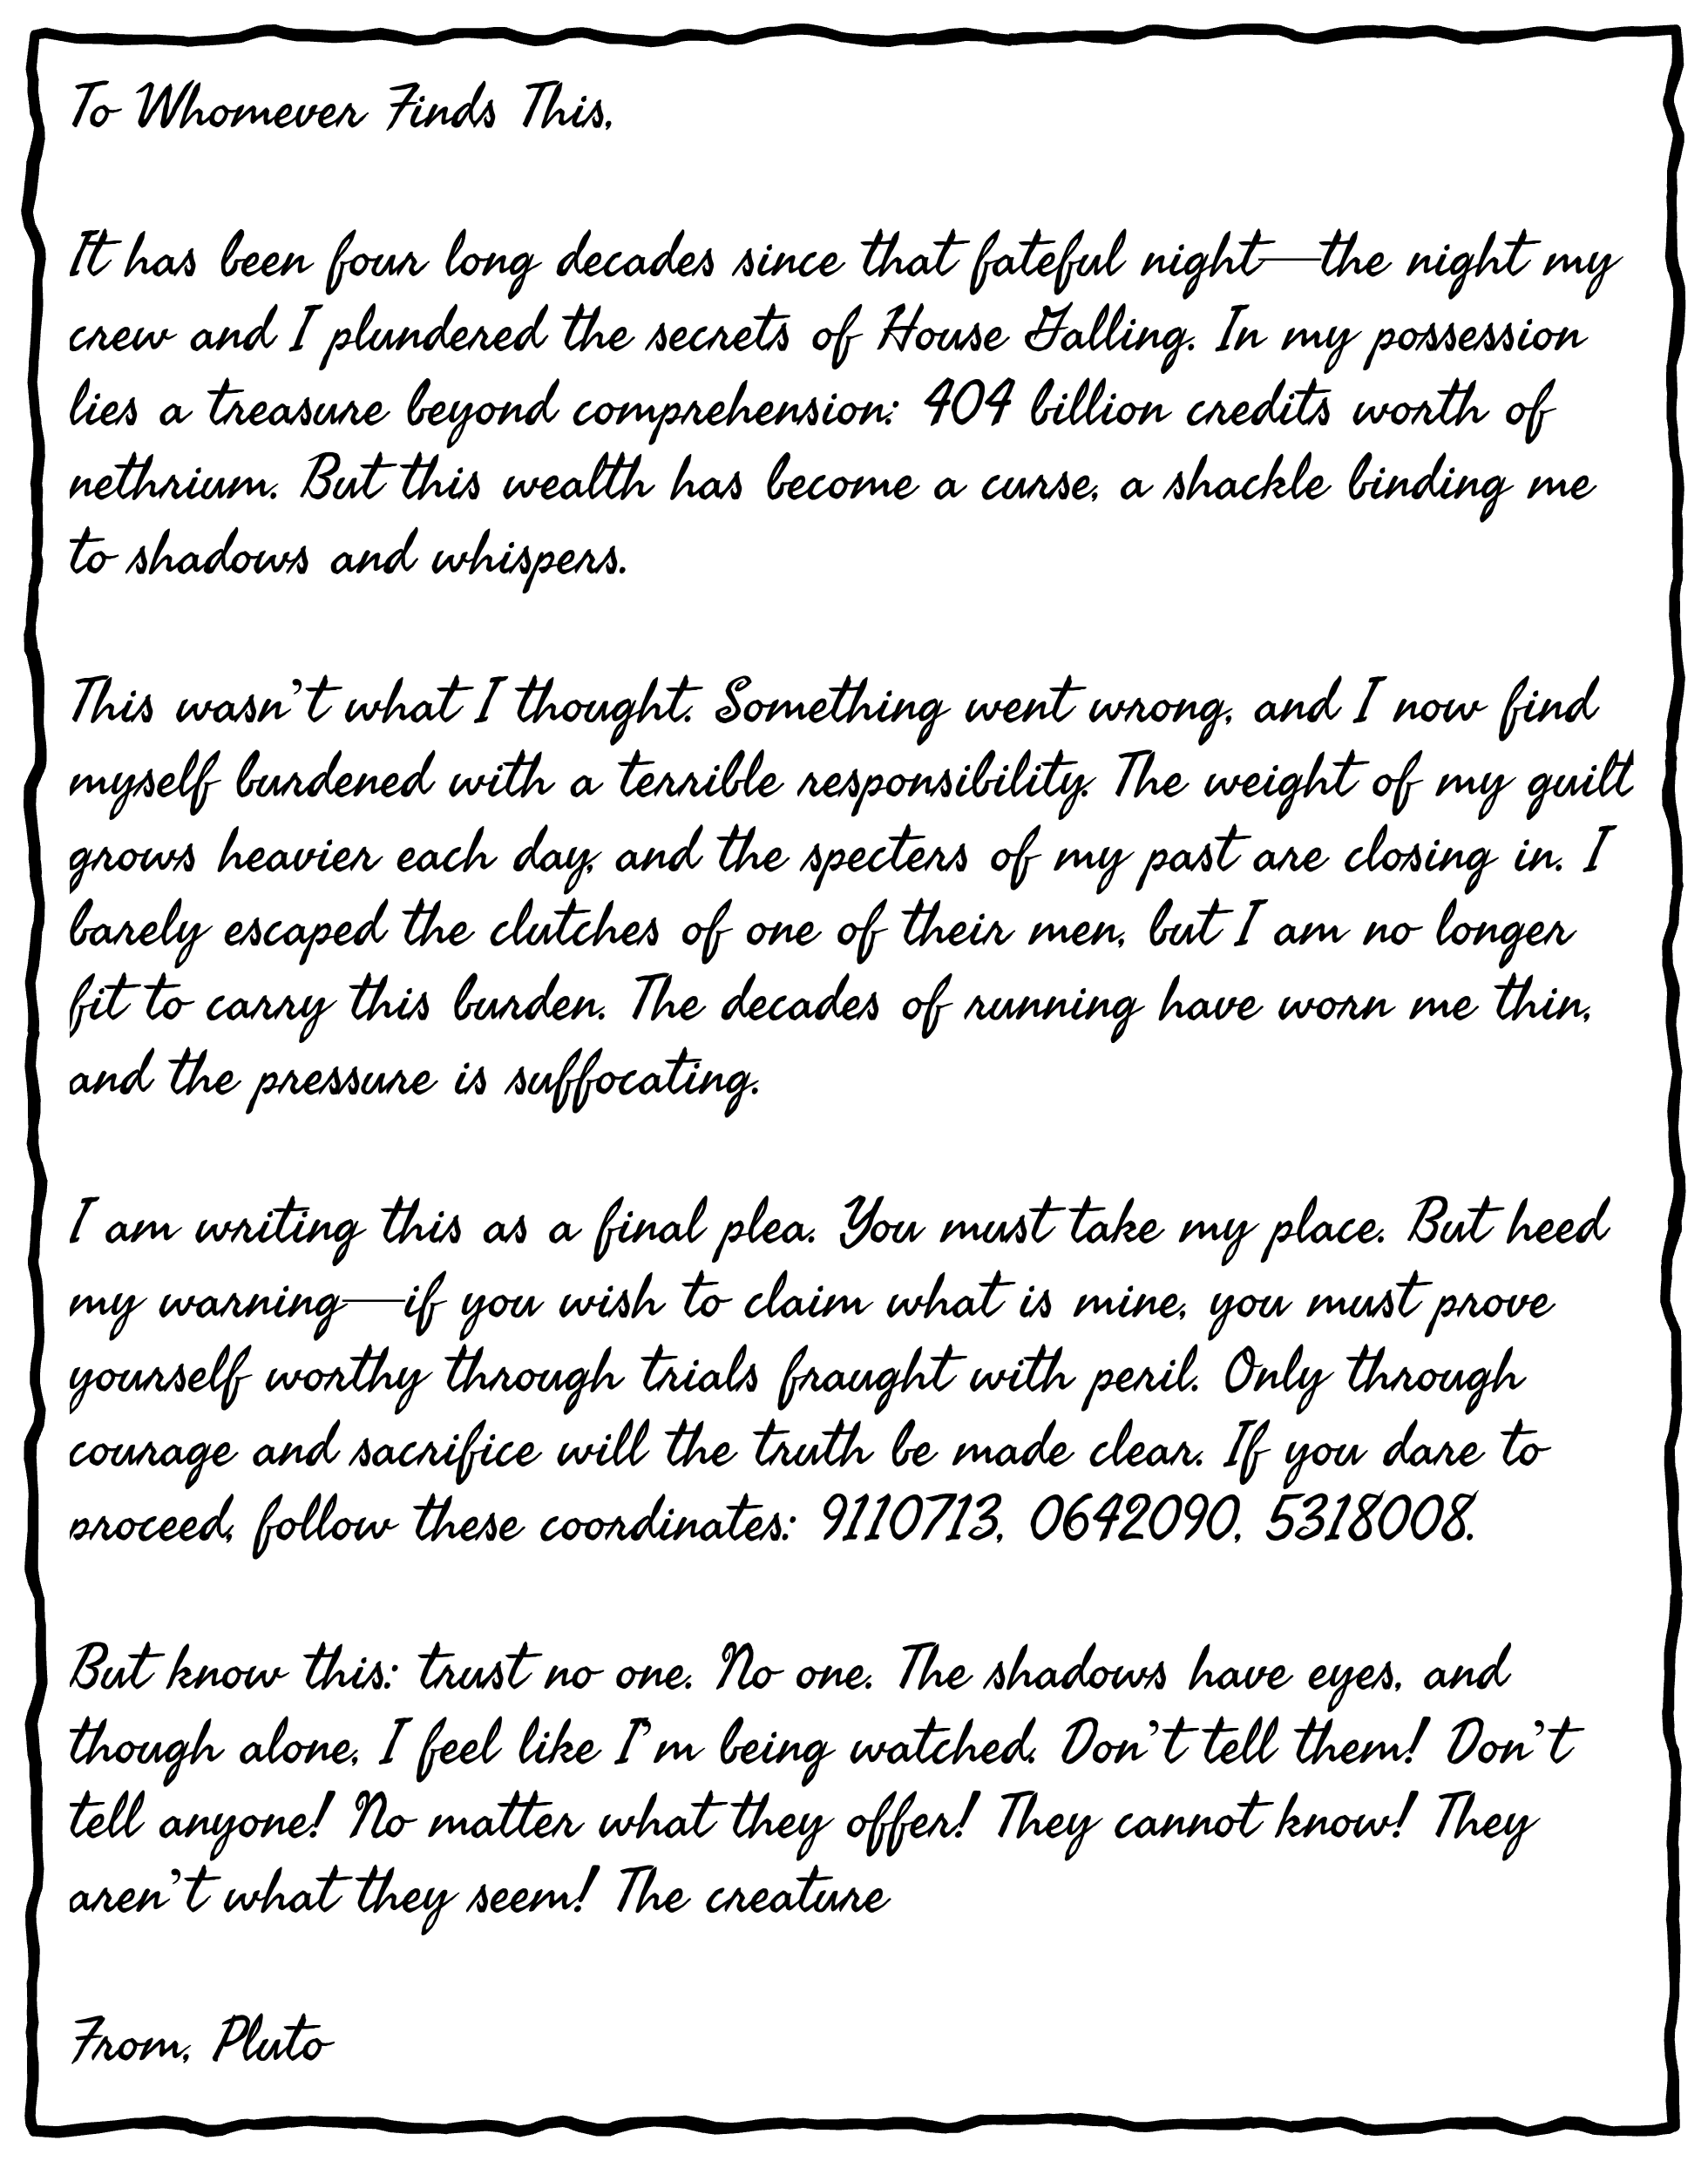 To Whomever Finds This,
It has been four long decades since that fateful night—the night my
crew and I plundered the secrets of House Galling. In my possession
lies a treasure beyond comprehension: 404 billion credits worth of
nethrium. But this wealth has become a curse, a shackle binding me
to shadows and whispers.
This wasn't what I thought. Something went wrong, and I now find
myself burdened with a terrible responsibility. The weight of my guilt
grows heavier each day, and the specters of my past are closing in. I
barely escaped the clutches of one of their men, but I am no longer
fit to carry this burden. The decades of running have worn me thin,
and the pressure is suffocating.
I am writing this as a final plea. You must take my place. But heed
my warning—if you wish to claim what is mine, you must prove
yourself worthy through trials fraught with peril. Only through
courage and sacrifice will the truth be made clear. If you dare to
proceed, follow these coordinates: 9110713, 0642090, 5318008.
But know this: trust no one. No one. The shadows have eyes, and
though alone, I feel like I'm being watched. Don't tell them! Don't
tell anyone! No matter what they offer! They cannot know! They
aren't what they seem! The creature
From, Pluto